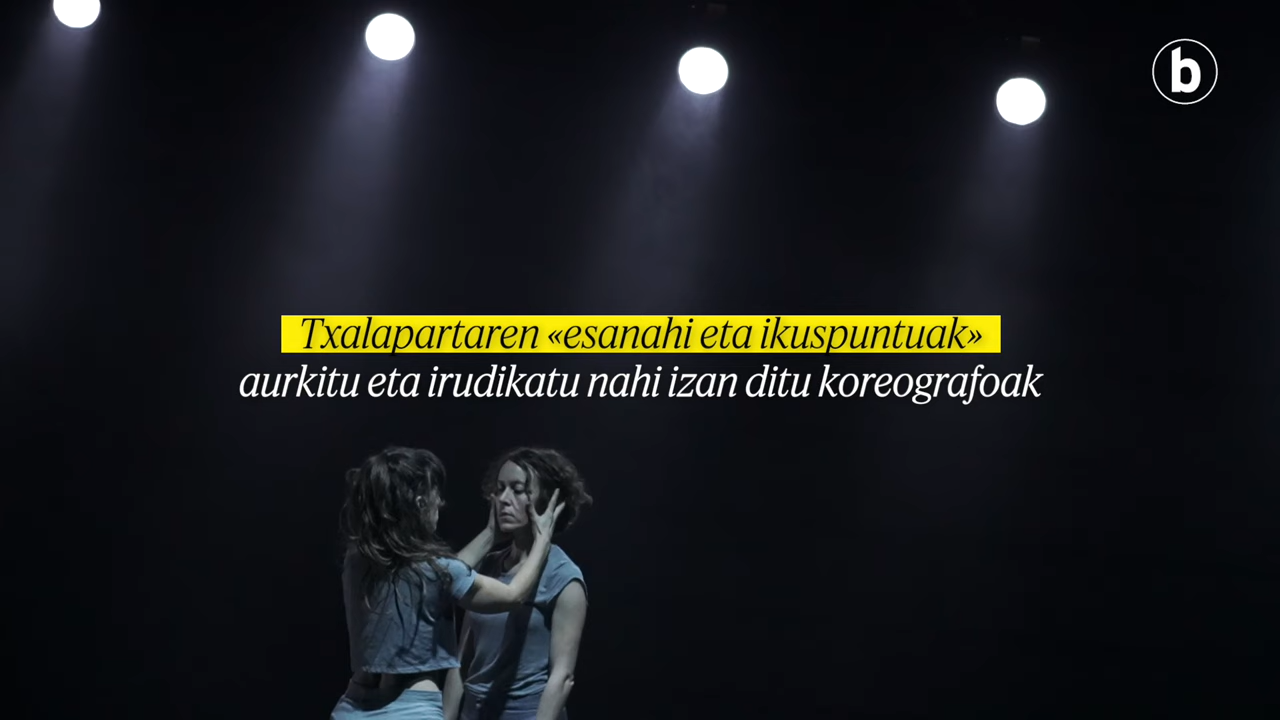 b
Txalapartaren «esanahi eta ikuspuntuak»
aurkitu eta irudikatu nahi izan ditu koreografoak